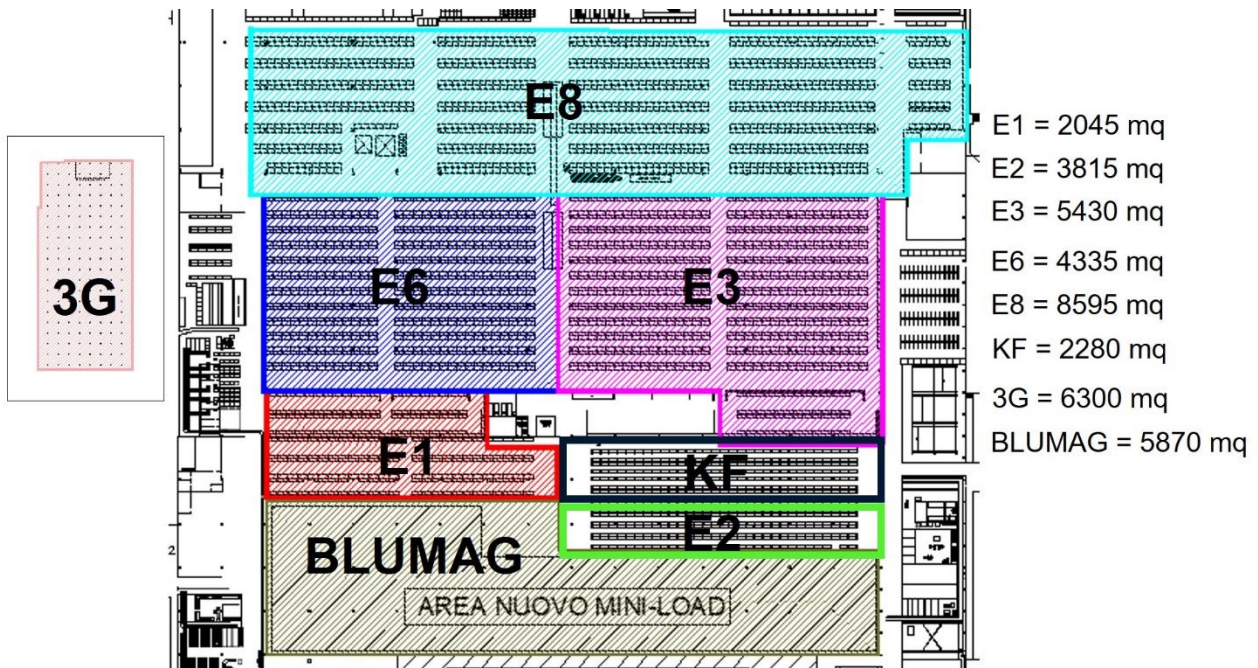 E8
3G
E6
E3
E1
KF
E2
BLUMAG
AREA NUOVO MINI-LOAD
2
E1 = 2045 mq
E2 = 3815 mq
E3 = 5430 mq
E6 = 4335 mq
E8 = 8595 mq
KF = 2280 mq
3G = 6300 mq
BLUMAG = 5870 mq